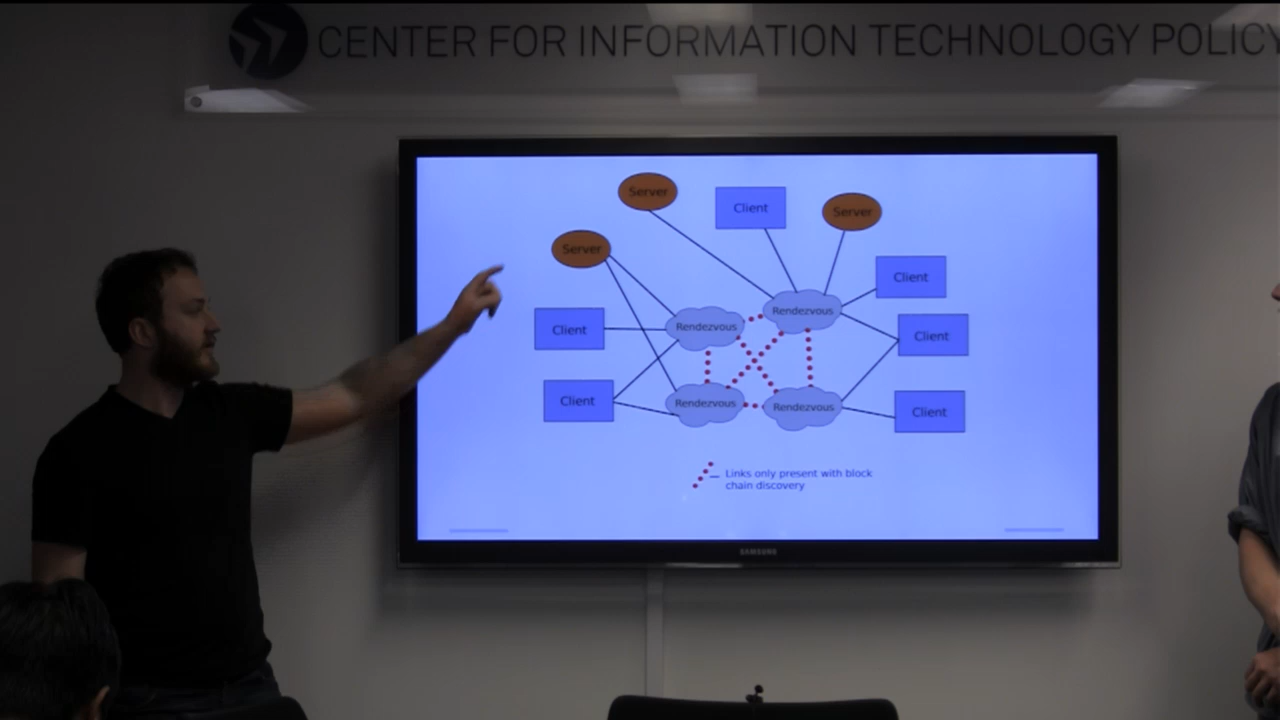 CENTER FOR INFORMATION TECHNOLOGY POLICY
Server
Client
Server
Server
Client
Client
Rendezvous
Rendezvous
Client
Client
Rendezvous
Rendezvous
Client
Links only present with block
chain discovery
SAMSUNG